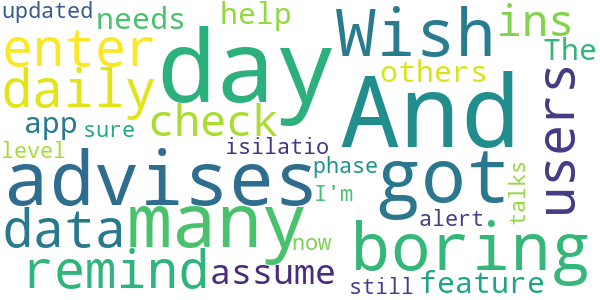 updated needs help Wish ins
enter day The
daily others
app sure check And users
level isilatio
advises phase got talks
I'm
data many alert
now boring
remind assume still feature